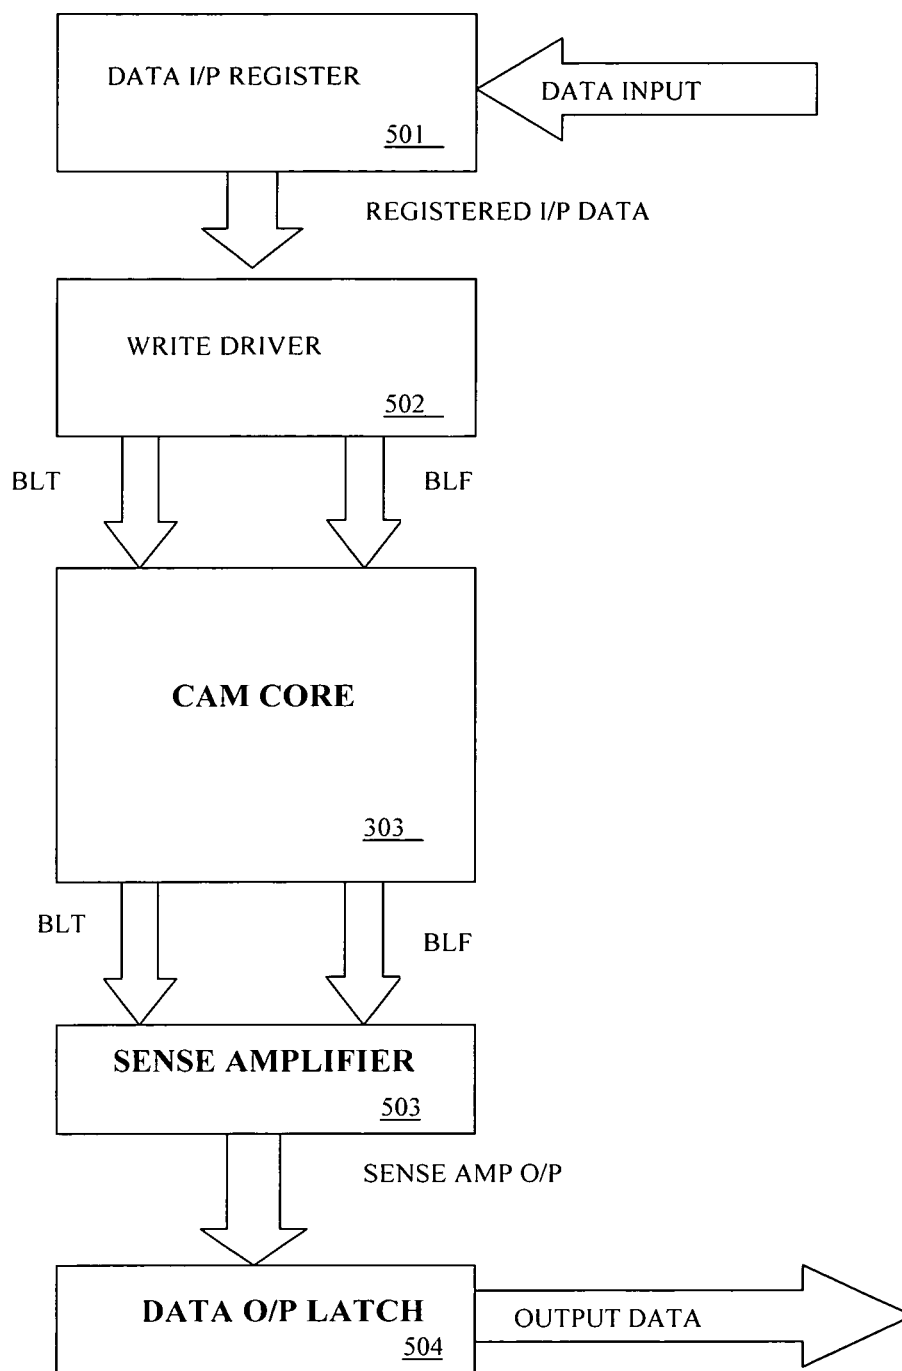 DATA I/P REGISTER
501
DATA INPUT
REGISTERED I/P DATA
WRITE DRIVER
502
BLT
BLF
CAM CORE
303
BLT
BLF
SENSE AMPLIFIER
503
SENSE AMP O/P
DATA O/P LATCH
504
OUTPUT DATA